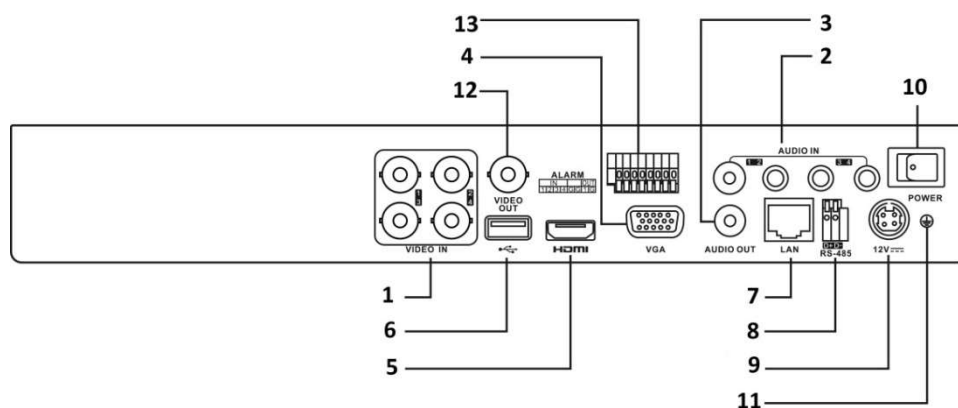 13
3
4
2
12
10
AUDIO IN
1 2
3 4
ALARM
IN OUT
VIDEO OUT
POWER
VIDEO IN
HDMI
VGA
AUDIO OUT
LAN
D+ D-
RS-485
12V
1
7
6
8
5
9
11